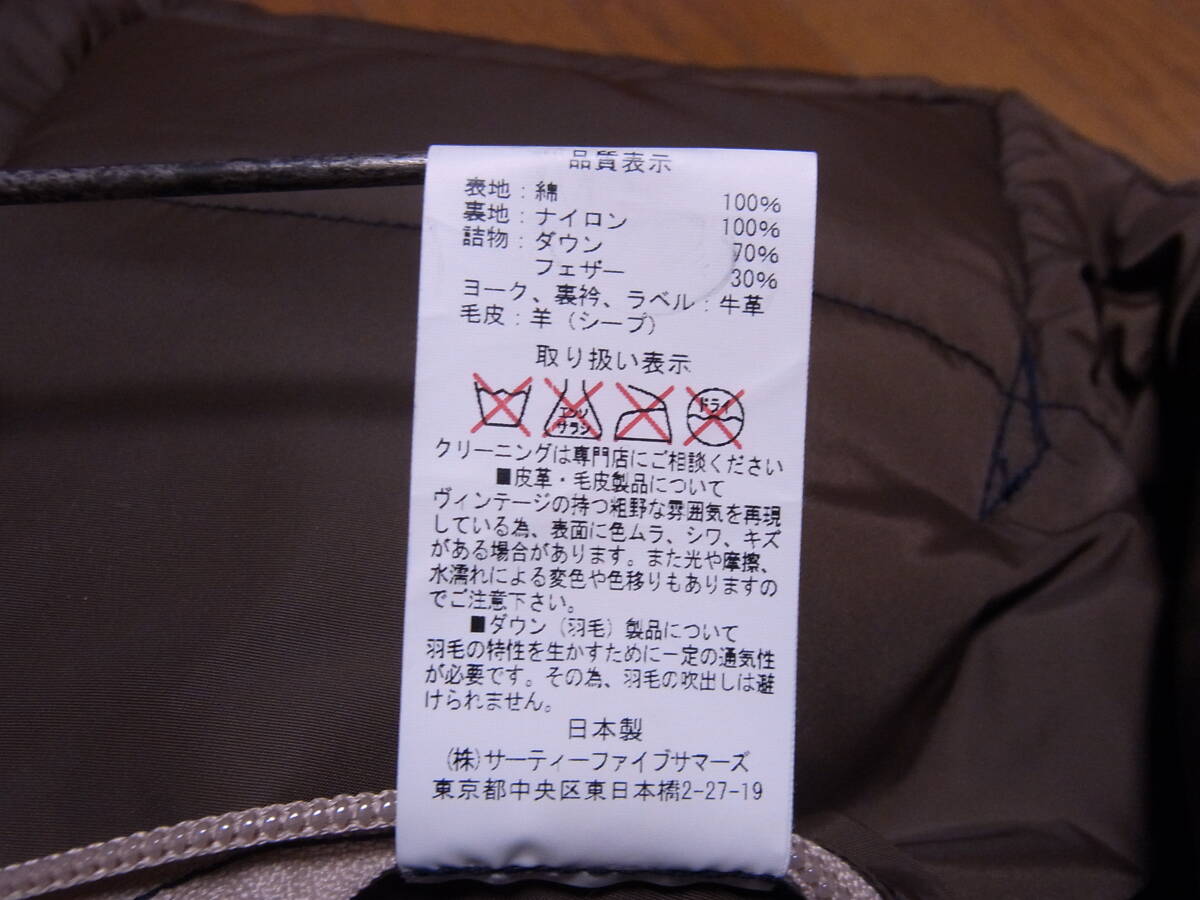 品質表示
表地：綿 100%
裏地：ナイロン 100%
詰物：ダウン 70%
フェザー 30%
ヨーク、裏衿、ラベル：牛革
毛皮：羊（シープ）
取り扱い表示
エンソ サラシ ドライ
クリーニングは専門店にご相談ください
■皮革・毛皮製品について
ヴィンテージの持つ粗野な雰囲気を再現
している為、表面に色ムラ、シワ、キズ
がある場合があります。また光や摩擦、
水濡れによる変色や色移りもありますの
でご注意下さい。
■ダウン（羽毛）製品について
羽毛の特性を生かすために一定の通気性
が必要です。その為、羽毛の吹出しは避
けられません。
日本製
(株)サーティーファイブサマーズ
東京都中央区東日本橋2-27-19